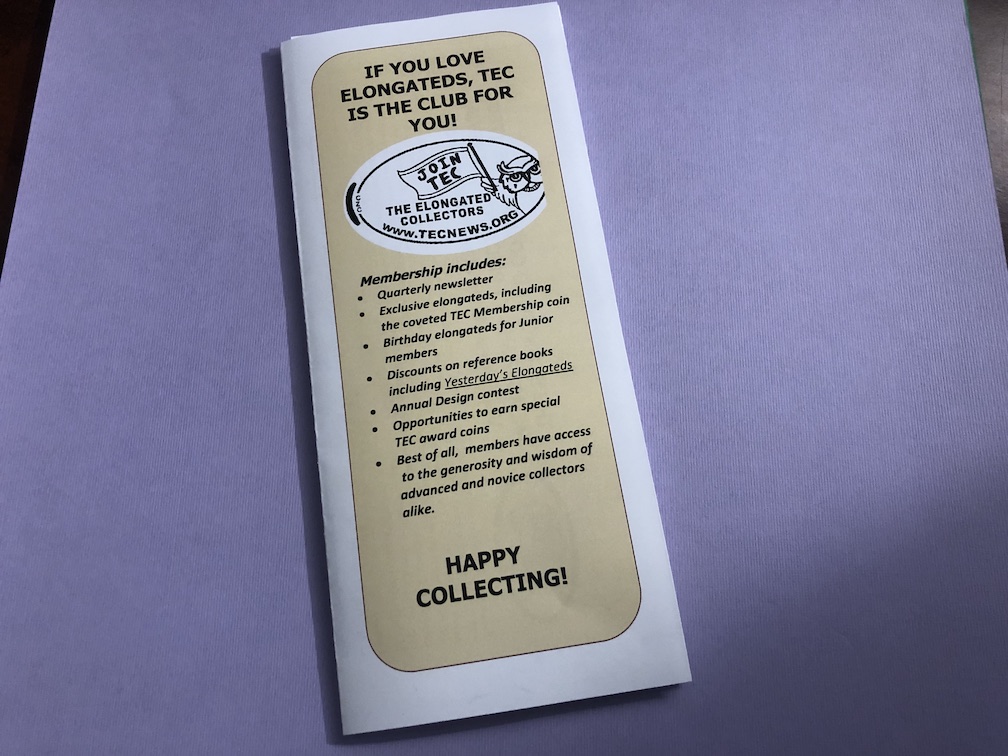 IF YOU LOVE
ELONGATEDS, TEC
IS THE CLUB FOR
YOU!
JOIN
TEC
THE ELONGATED
COLLECTORS
WWW.TECNEWS.ORG
Membership includes:
• Quarterly newsletter
• Exclusive elongateds, including
the coveted TEC Membership coin
• Birthday elongateds for Junior
members
• Discounts on reference books
including Yesterday's Elongateds
• Annual Design contest
• Opportunities to earn special
TEC award coins
• Best of all, members have access
to the generosity and wisdom of
advanced and novice collectors
alike.
HAPPY
COLLECTING!